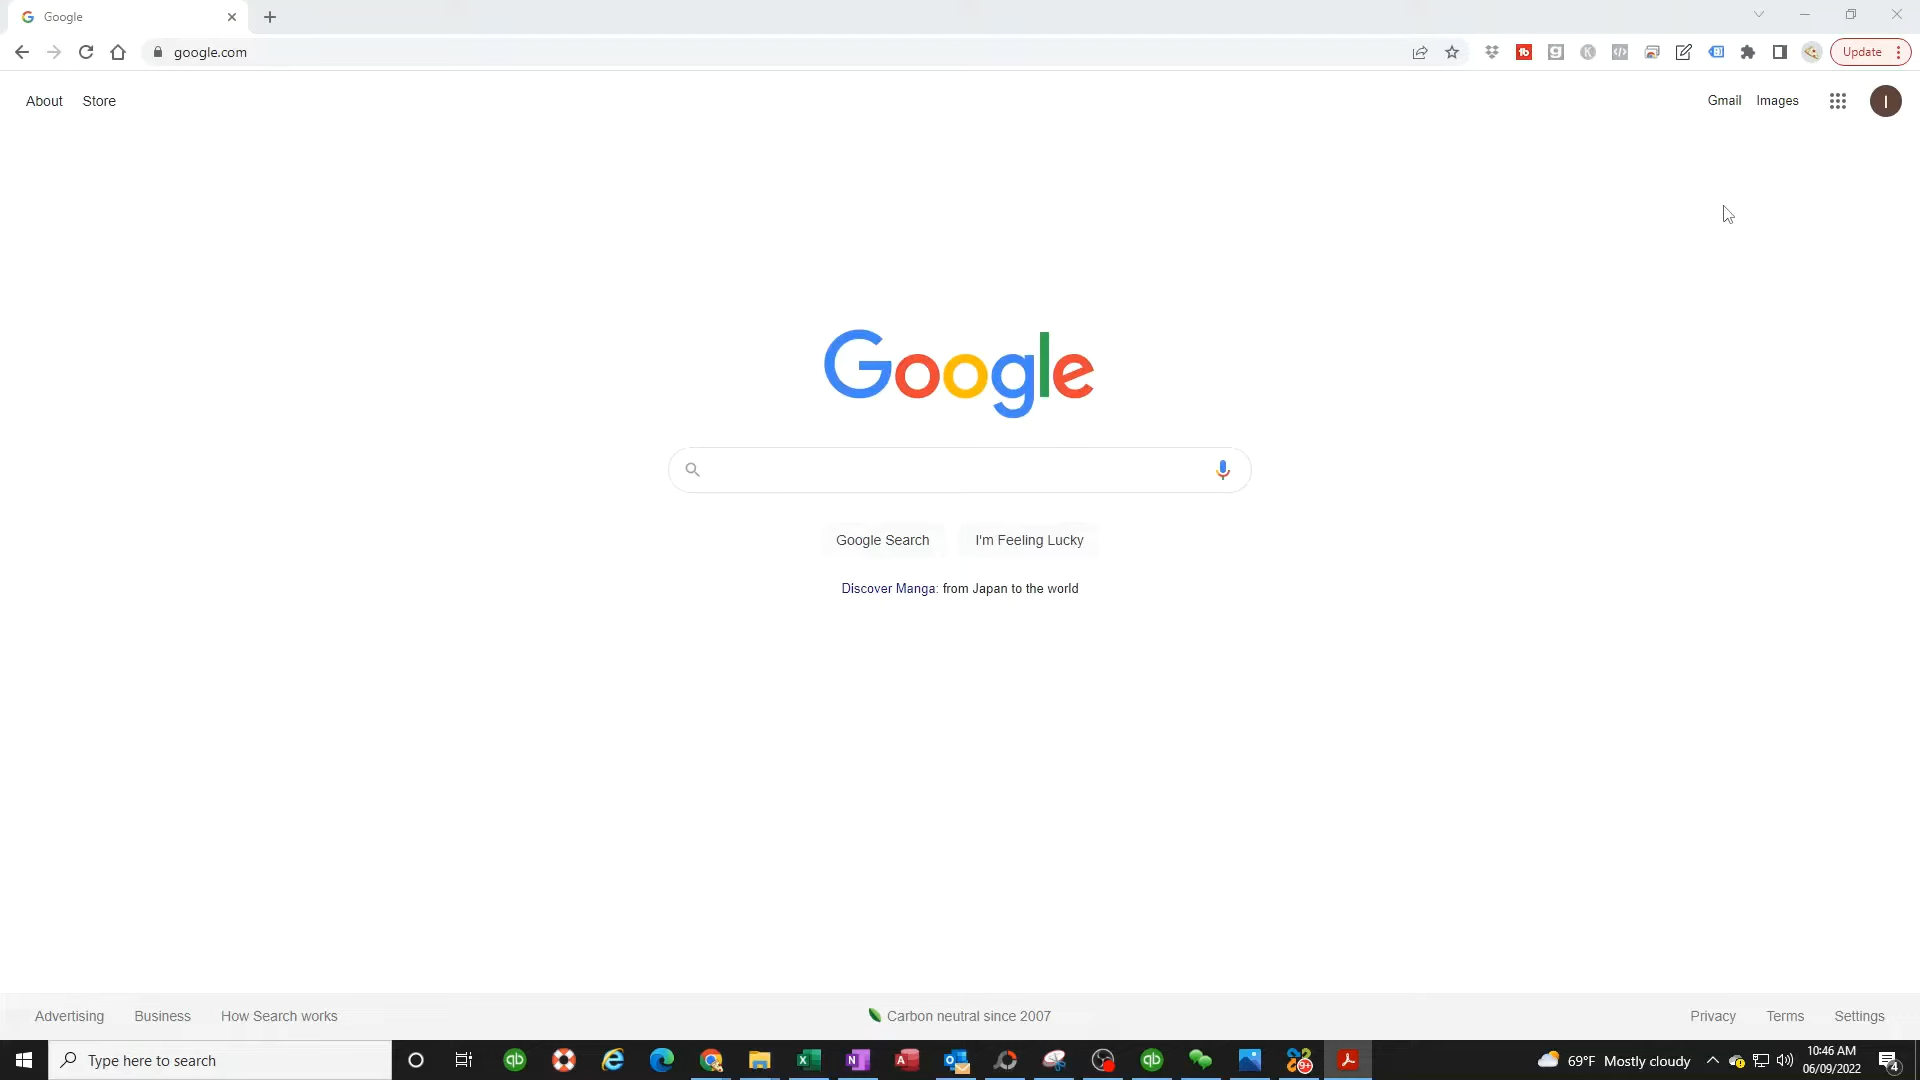 Google
google.com
Update
About Store
Gmail Images
I
Google
Google Search I'm Feeling Lucky
Discover Manga: from Japan to the world
Advertising Business How Search works
Carbon neutral since 2007
Privacy Terms Settings
Type here to search
69°F Mostly cloudy
10:46 AM
06/09/2022
4